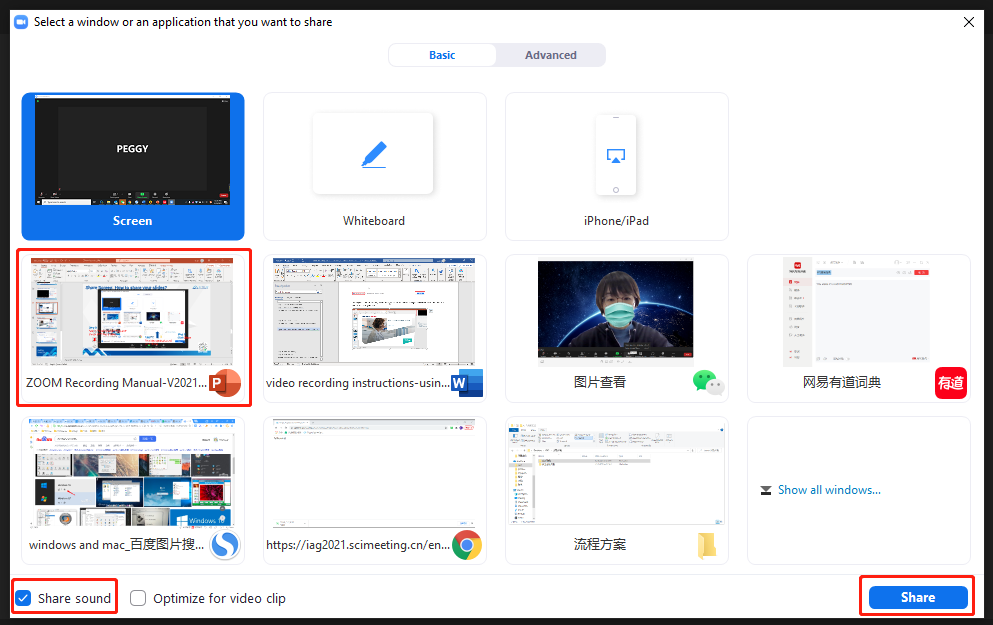 Select a window or an application that you want to share
Basic
Advanced
PEGGY
Screen
Whiteboard
iPhone/iPad
ZOOM Recording Manual-V2021...
P
video recording instructions-usin...
W
图片查看
网易有道词典
有道
windows and mac_百度图片搜...
https://iag2021.scimeeting.cn/en...
流程方案
Show all windows...
Share sound
Optimize for video clip
Share